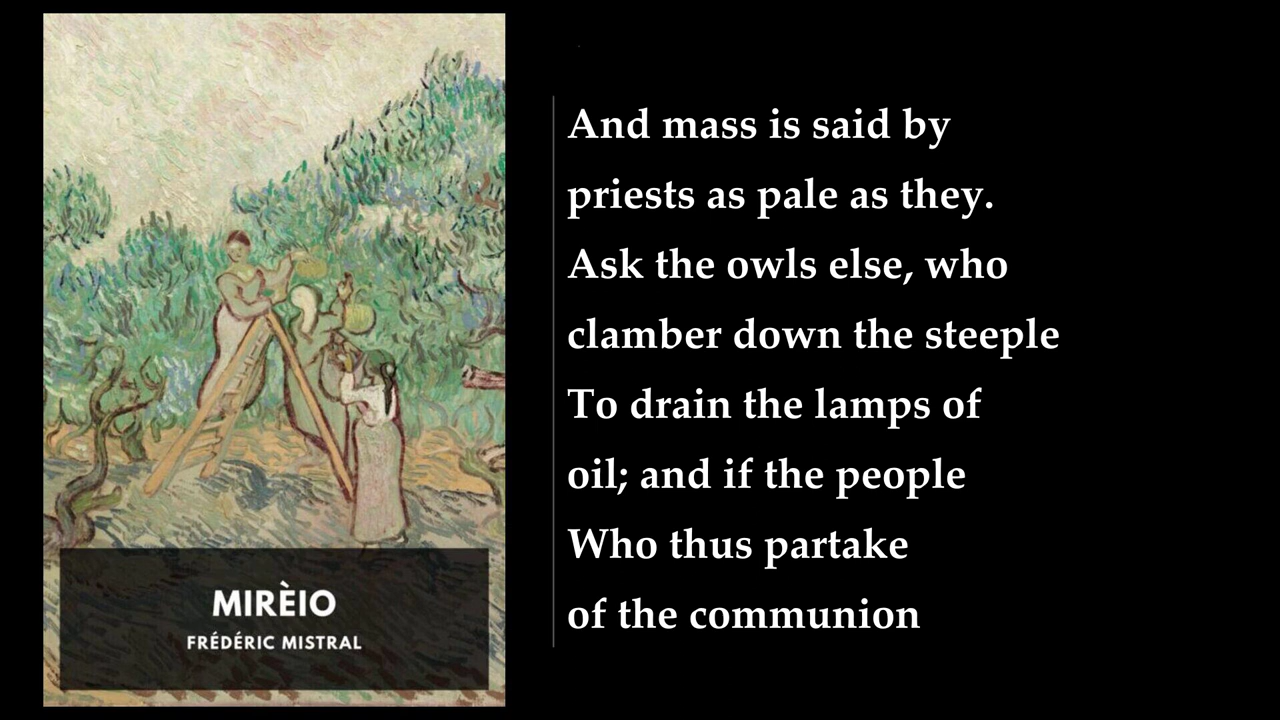 MIRÈIO
FRÉDÉRIC MISTRAL
And mass is said by
priests as pale as they.
Ask the owls else, who
clamber down the steeple
To drain the lamps of
oil; and if the people
Who thus partake
of the communion